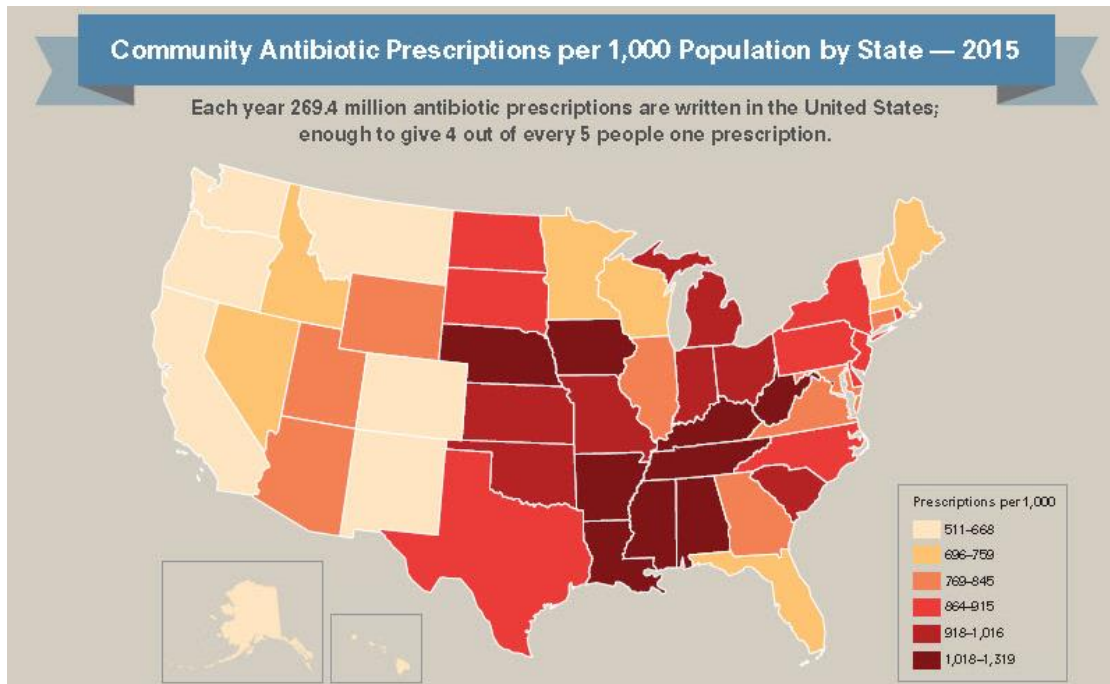 Community Antibiotic Prescriptions per 1,000 Population by State — 2015
Each year 269.4 million antibiotic prescriptions are written in the United States;
enough to give 4 out of every 5 people one prescription.
Prescriptions per 1,000
511–668
696–759
769–845
864–915
918–1,016
1,018–1,319